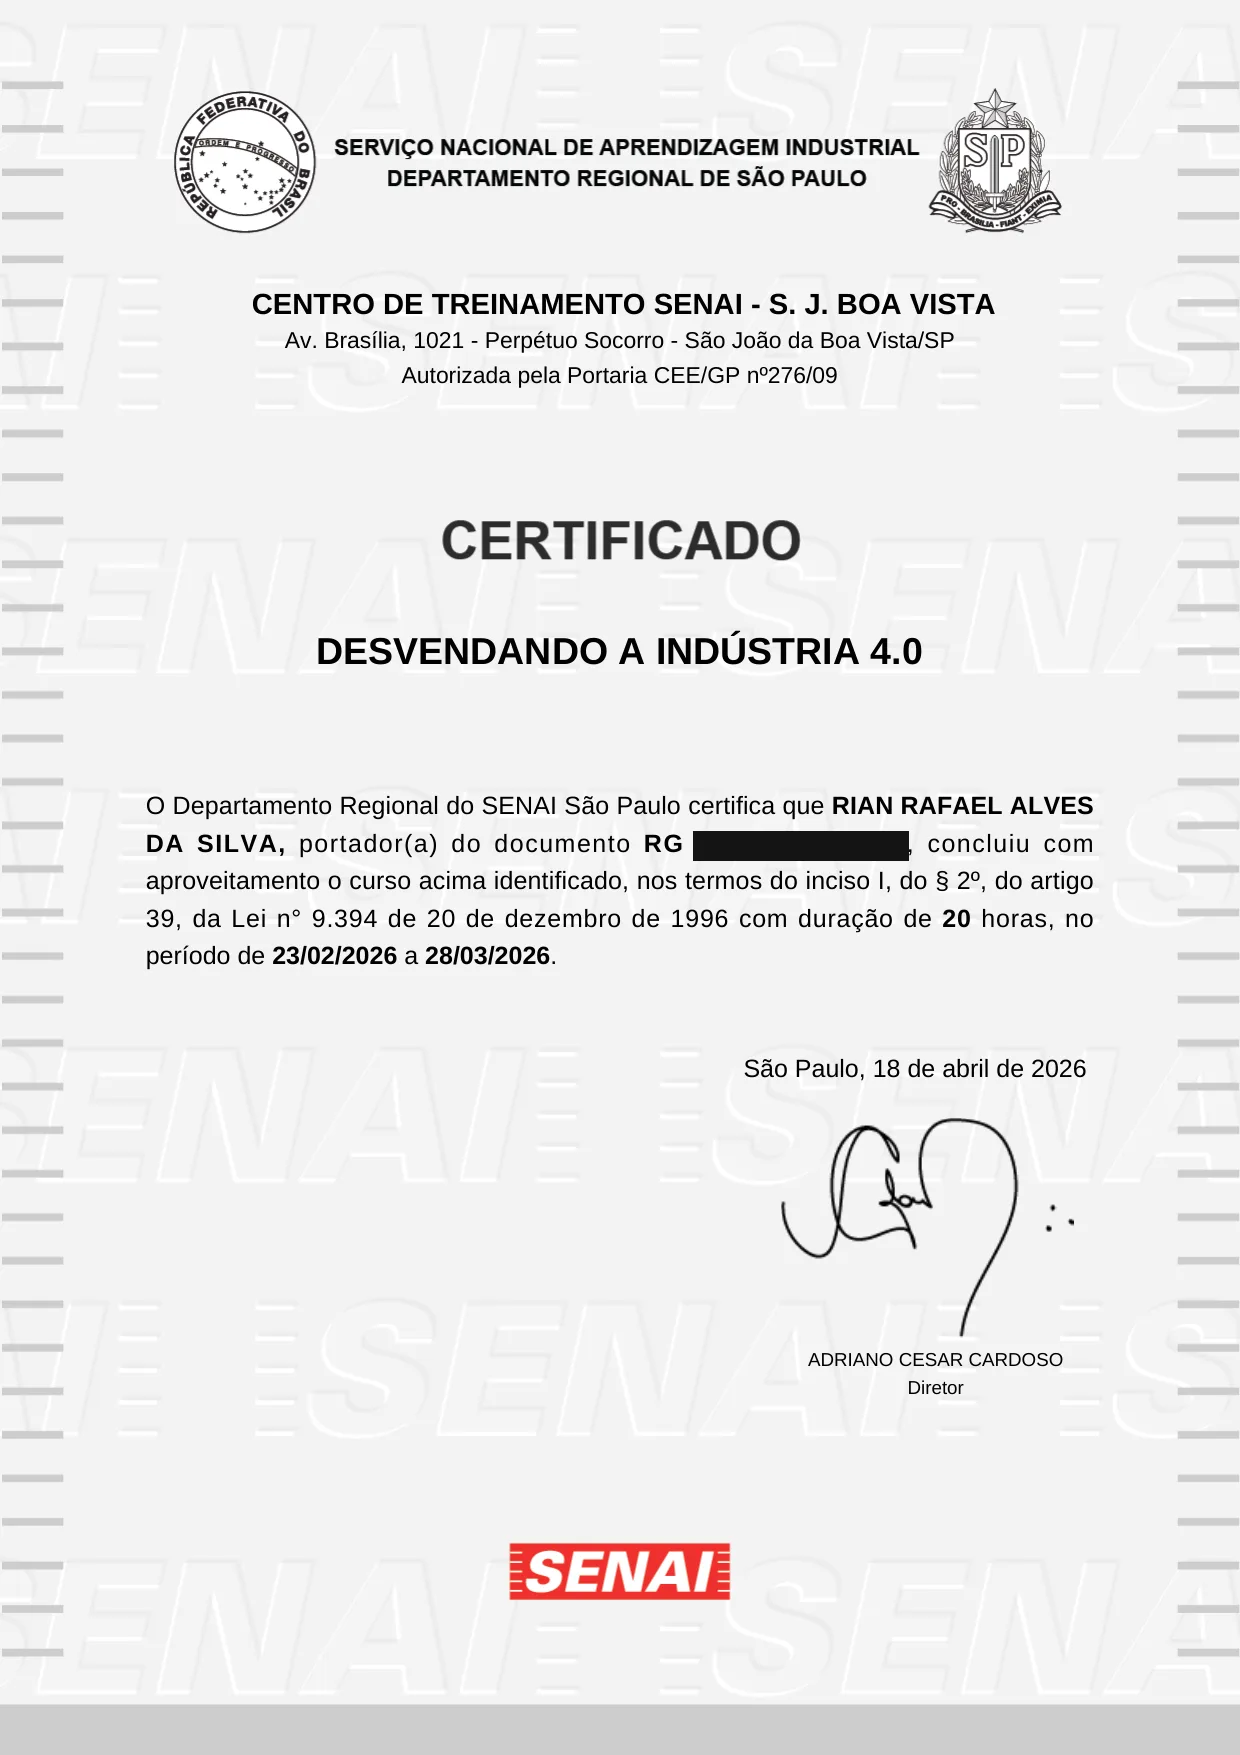 REPÚBLICA FEDERATIVA DO BRASIL
ORDEM E PROGRESSO
SERVIÇO NACIONAL DE APRENDIZAGEM INDUSTRIAL
DEPARTAMENTO REGIONAL DE SÃO PAULO
SP
PRO - BRASILIA - FIANT - EXIMIA
CENTRO DE TREINAMENTO SENAI - S. J. BOA VISTA
Av. Brasília, 1021 - Perpétuo Socorro - São João da Boa Vista/SP
Autorizada pela Portaria CEE/GP nº276/09
CERTIFICADO
DESVENDANDO A INDÚSTRIA 4.0
O Departamento Regional do SENAI São Paulo certifica que RIAN RAFAEL ALVES
DA SILVA, portador(a) do documento RG , concluiu com
aproveitamento o curso acima identificado, nos termos do inciso I, do § 2º, do artigo
39, da Lei n° 9.394 de 20 de dezembro de 1996 com duração de 20 horas, no
período de 23/02/2026 a 28/03/2026.
São Paulo, 18 de abril de 2026
ADRIANO CESAR CARDOSO
Diretor
SENAI